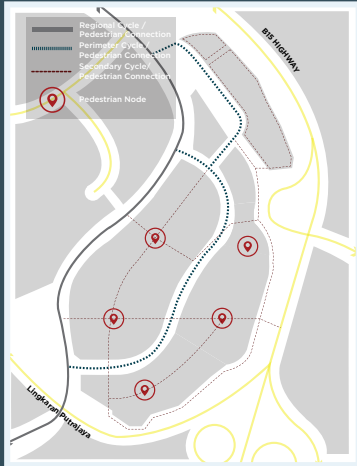 Regional Cycle /
Pedestrian Connection
Perimeter Cycle /
Pedestrian Connection
Secondary Cycle/
Pedestrian Connection
Pedestrian Node
B15 HIGHWAY
Lingkaran Putrajaya